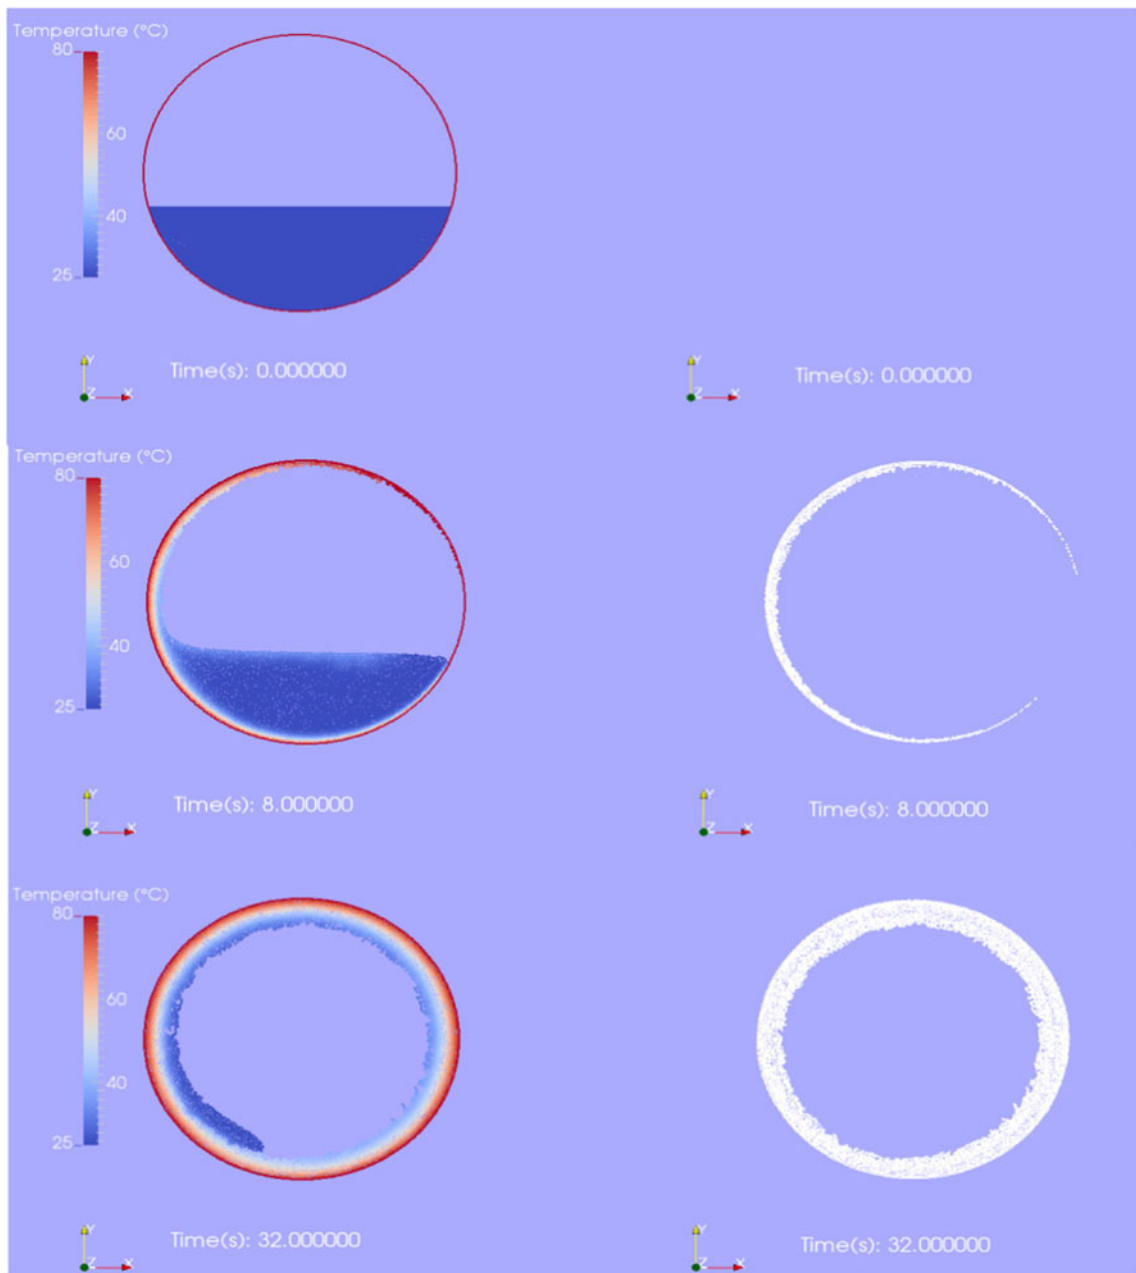 Temperature (°C)
80
60
40
25
Y
Z X
Time(s): 0.000000
Y
Z X
Time(s): 0.000000
Temperature (°C)
80
60
40
25
Y
Z X
Time(s): 8.000000
Y
Z X
Time(s): 8.000000
Temperature (°C)
80
60
40
25
Y
Z X
Time(s): 32.000000
Y
Z X
Time(s): 32.000000